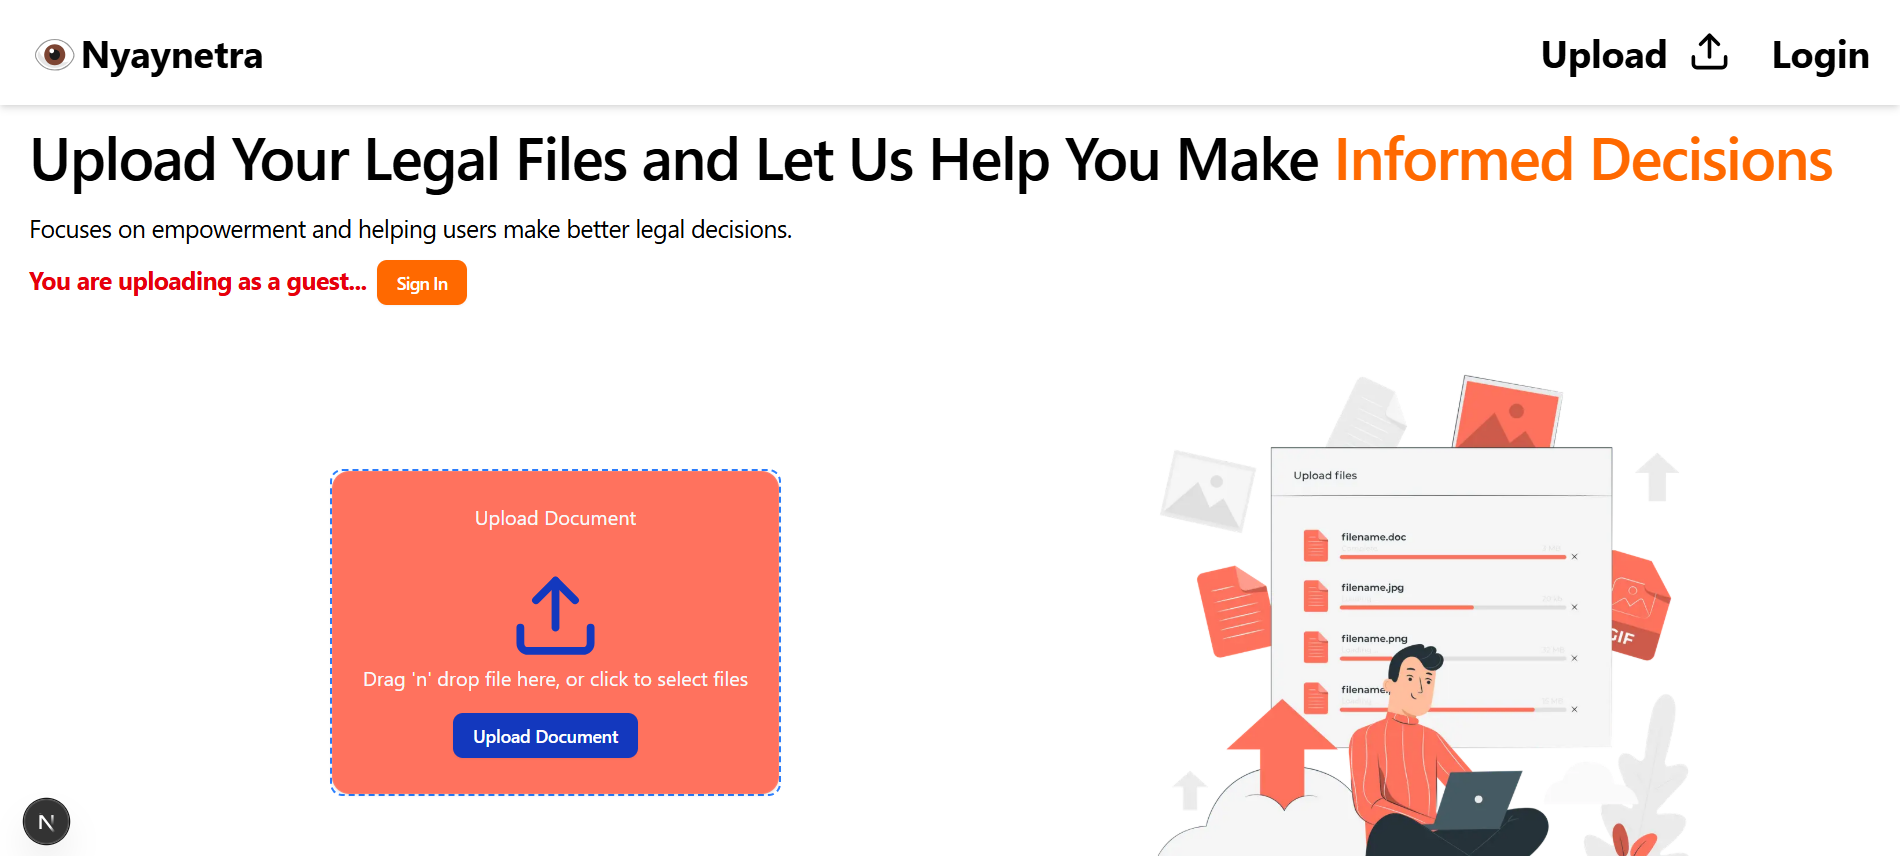 Nyaynetra
Upload
Login
Upload Your Legal Files and Let Us Help You Make Informed Decisions
Focuses on empowerment and helping users make better legal decisions.
You are uploading as a guest...
Sign In
Upload Document
Drag 'n' drop file here, or click to select files
Upload Document
Upload files
filename.doc
filename.jpg
filename.png
filename.
GIF
N